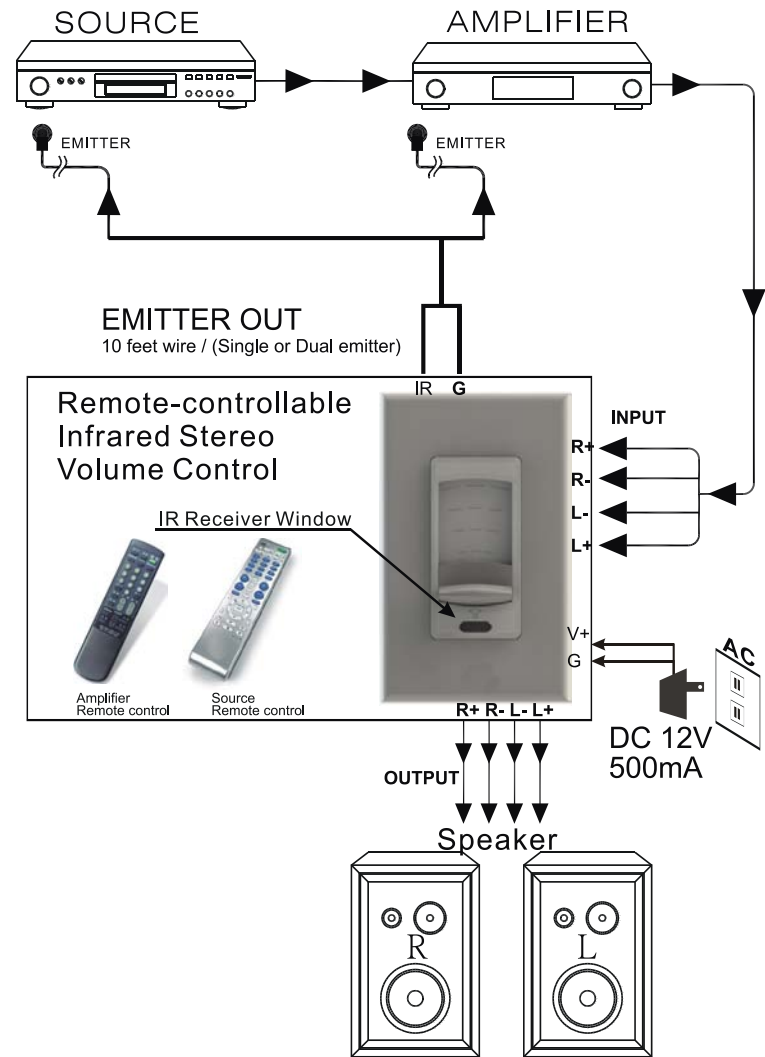 SOURCE
AMPLIFIER
EMITTER
EMITTER
EMITTER OUT
10 feet wire / (Single or Dual emitter)
IR G
Remote-controllable
Infrared Stereo
Volume Control
INPUT
R+
R-
L-
L+
IR Receiver Window
V+
G
AC
Amplifier
Remote control
Source
Remote control
DC 12V
500mA
R+ R- L- L+
OUTPUT
Speaker
R
L